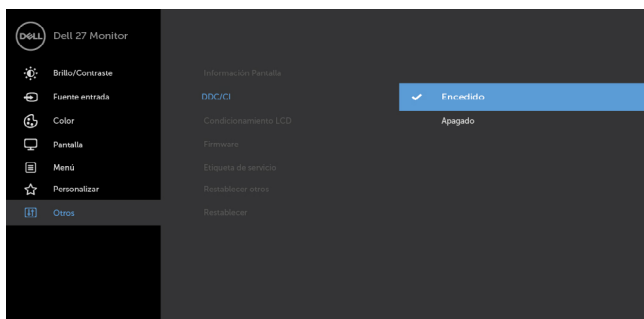 DELL Dell 27 Monitor
Brillo/Contraste
Fuente entrada
Color
Pantalla
Menú
Personalizar
Otros
Información Pantalla
DDC/CI
Condicionamiento LCD
Firmware
Etiqueta de servicio
Restablecer otros
Restablecer
Encedido
Apagado